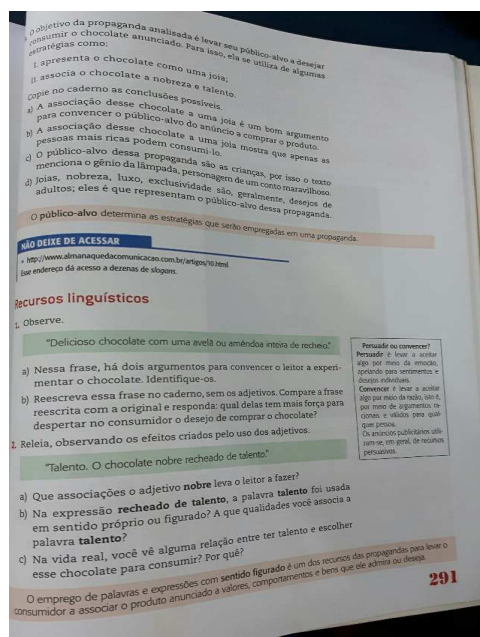 O objetivo da propaganda analisada é levar seu público-alvo a desejar
consumir o chocolate anunciado. Para isso, ela se utiliza de algumas
estratégias como:
I. apresenta o chocolate como uma joia;
II. associa o chocolate a nobreza e talento.
Copie no caderno as conclusões possíveis.
a) A associação desse chocolate a uma joia é um bom argumento
para convencer o público-alvo do anúncio a comprar o produto.
b) A associação desse chocolate a uma joia mostra que apenas as
pessoas mais ricas podem consumi-lo.
c) O público-alvo dessa propaganda são as crianças, por isso o texto
menciona o gênio da lâmpada, personagem de um conto maravilhoso.
d) Joias, nobreza, luxo, exclusividade são, geralmente, desejos de
adultos; eles é que representam o público-alvo dessa propaganda.
O público-alvo determina as estratégias que serão empregadas em uma propaganda.
NÃO DEIXE DE ACESSAR
• http://www.almanaquedacomunicacao.com.br/artigos/10.html
Esse endereço dá acesso a dezenas de slogans.
Recursos linguísticos
1. Observe.
"Delicioso chocolate com uma avelã ou amêndoa inteira de recheio."
a) Nessa frase, há dois argumentos para convencer o leitor a experi-
mentar o chocolate. Identifique-os.
b) Reescreva essa frase no caderno, sem os adjetivos. Compare a frase
reescrita com a original e responda: qual delas tem mais força para
despertar no consumidor o desejo de comprar o chocolate?
2. Releia, observando os efeitos criados pelo uso dos adjetivos.
"Talento. O chocolate nobre recheado de talento."
a) Que associações o adjetivo nobre leva o leitor a fazer?
b) Na expressão recheado de talento, a palavra talento foi usada
em sentido próprio ou figurado? A que qualidades você associa a
palavra talento?
c) Na vida real, você vê alguma relação entre ter talento e escolher
esse chocolate para consumir? Por quê?
O emprego de palavras e expressões com sentido figurado é um dos recursos das propagandas para levar o
consumidor a associar o produto anunciado a valores, comportamentos e bens que ele admira ou deseja.
Persuadir ou convencer?
Persuadir é levar a aceitar
algo por meio da emoção,
apelando para sentimentos e
desejos individuais.
Convencer é levar a aceitar
algo por meio da razão, isto é,
por meio de argumentos ra-
cionais e válidos para qual-
quer pessoa.
Os anúncios publicitários utili-
zam-se, em geral, de recursos
persuasivos.
291